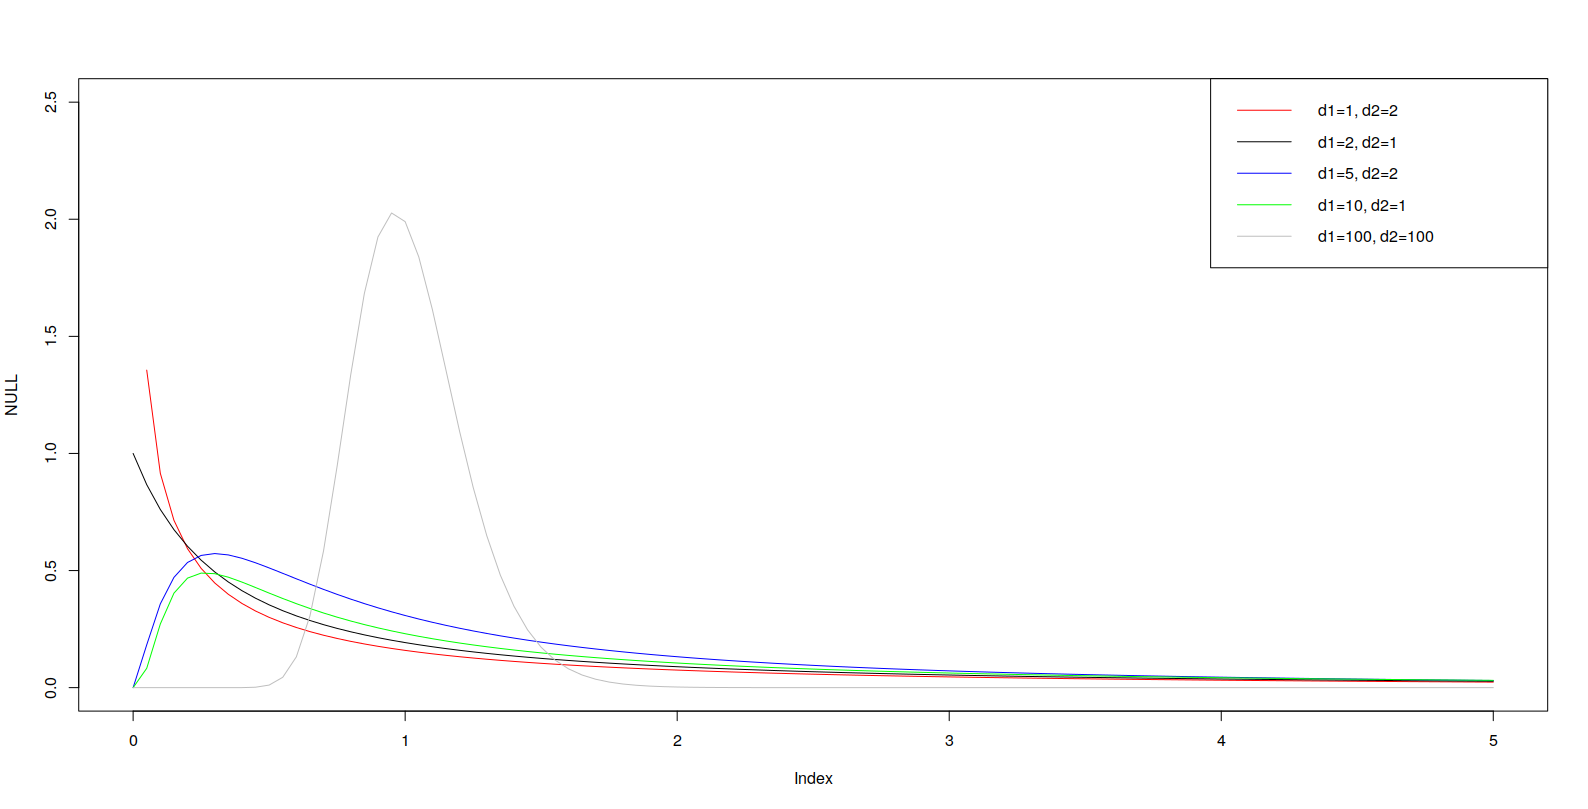 2.5
2.0
1.5
1.0
0.5
0.0
NULL
d1=1, d2=2
d1=2, d2=1
d1=5, d2=2
d1=10, d2=1
d1=100, d2=100
0 1 2 3 4 5
Index